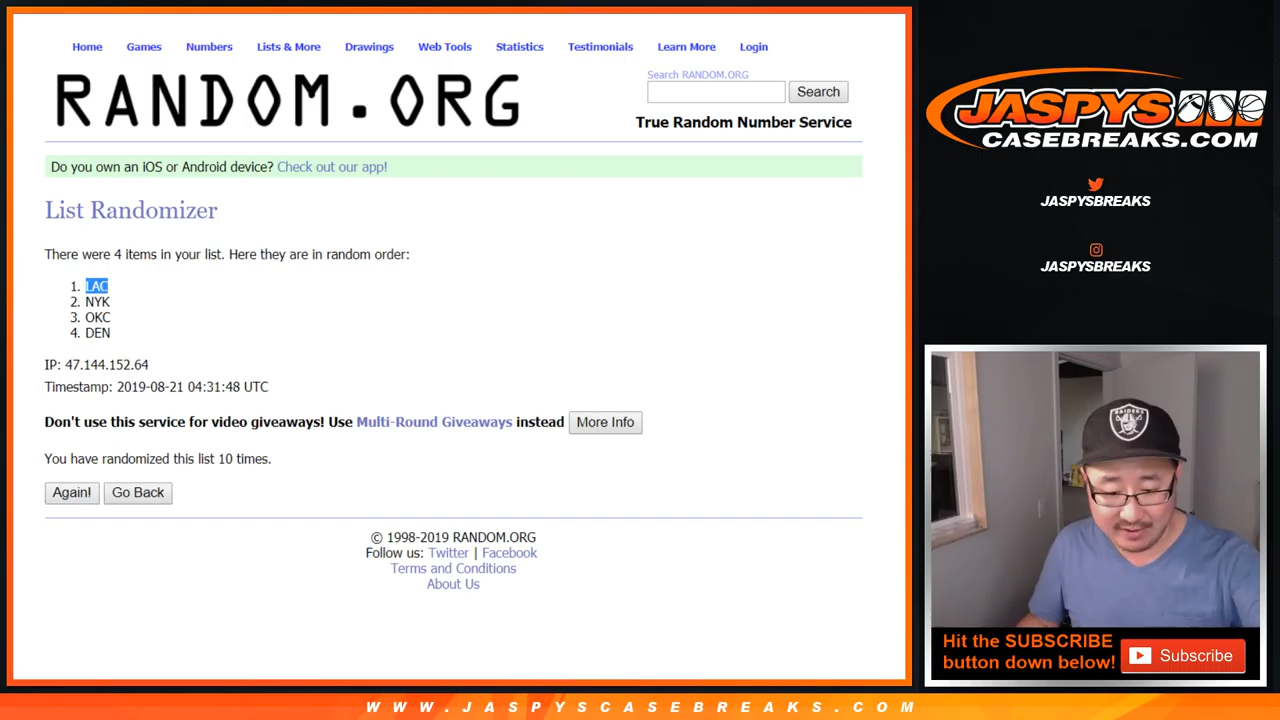 Home Games Numbers Lists & More Drawings Web Tools Statistics Testimonials Learn More Login
RANDOM.ORG
Search RANDOM.ORG
Search
True Random Number Service
Do you own an iOS or Android device? Check out our app!
List Randomizer
There were 4 items in your list. Here they are in random order:
1. LAC
2. NYK
3. OKC
4. DEN
IP: 47.144.152.64
Timestamp: 2019-08-21 04:31:48 UTC
Don't use this service for video giveaways! Use Multi-Round Giveaways instead More Info
You have randomized this list 10 times.
Again! Go Back
© 1998-2019 RANDOM.ORG
Follow us: Twitter | Facebook
Terms and Conditions
About Us
JASPYS
CASEBREAKS.COM
JASPYSBREAKS
JASPYSBREAKS
RAIDERS
Hit the SUBSCRIBE
button down below!
Subscribe
WWW.JASPYSCASEBREAKS.COM